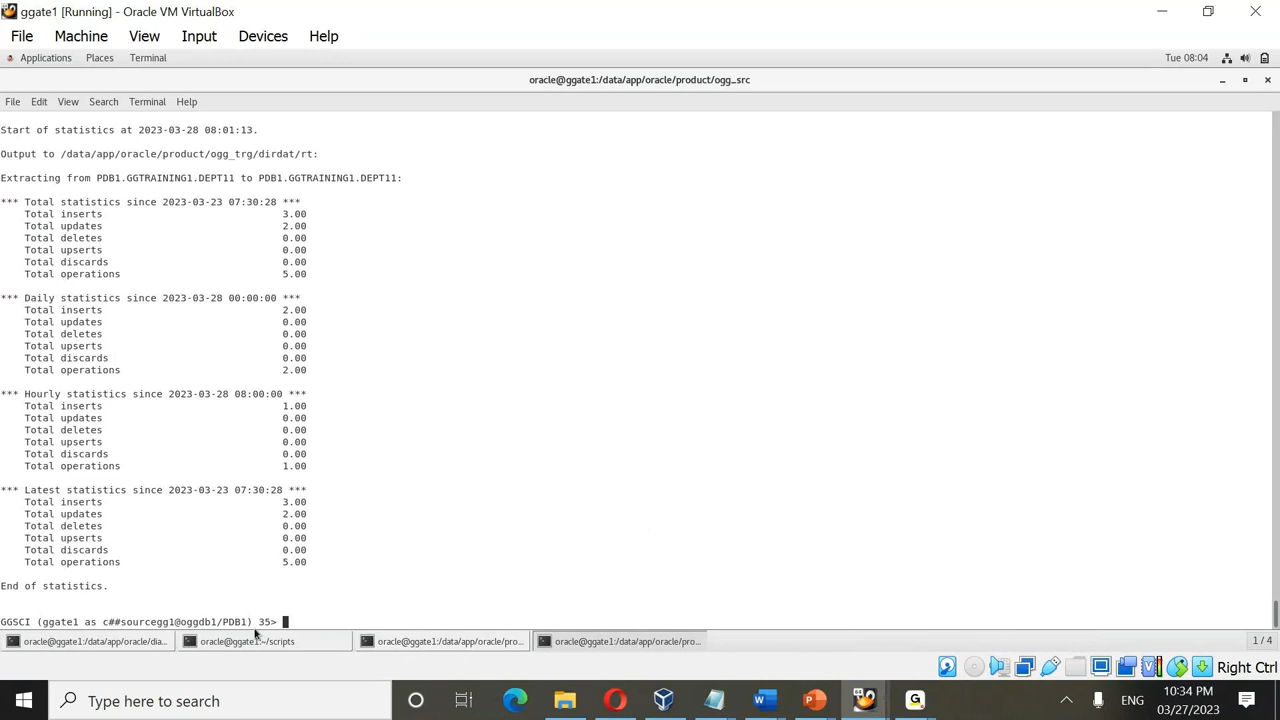 ggate1 [Running] - Oracle VM VirtualBox
File Machine View Input Devices Help
Applications Places Terminal Tue 08:04
oracle@ggate1:/data/app/oracle/product/ogg_src
File Edit View Search Terminal Help
Start of statistics at 2023-03-28 08:01:13.
Output to /data/app/oracle/product/ogg_trg/dirdat/rt:
Extracting from PDB1.GGTRAINING1.DEPT11 to PDB1.GGTRAINING1.DEPT11:
*** Total statistics since 2023-03-23 07:30:28 ***
Total inserts 3.00
Total updates 2.00
Total deletes 0.00
Total upserts 0.00
Total discards 0.00
Total operations 5.00
*** Daily statistics since 2023-03-28 00:00:00 ***
Total inserts 2.00
Total updates 0.00
Total deletes 0.00
Total upserts 0.00
Total discards 0.00
Total operations 2.00
*** Hourly statistics since 2023-03-28 08:00:00 ***
Total inserts 1.00
Total updates 0.00
Total deletes 0.00
Total upserts 0.00
Total discards 0.00
Total operations 1.00
*** Latest statistics since 2023-03-23 07:30:28 ***
Total inserts 3.00
Total updates 2.00
Total deletes 0.00
Total upserts 0.00
Total discards 0.00
Total operations 5.00
End of statistics.
GGSCI (ggate1 as c##sourcegg1@oggdb1/PDB1) 35>
oracle@ggate1:/data/app/oracle/dia... oracle@ggate1:~/scripts oracle@ggate1:/data/app/oracle/pro... oracle@ggate1:/data/app/oracle/pro... 1 / 4
Right Ctrl
Type here to search ENG 10:34 PM
03/27/2023